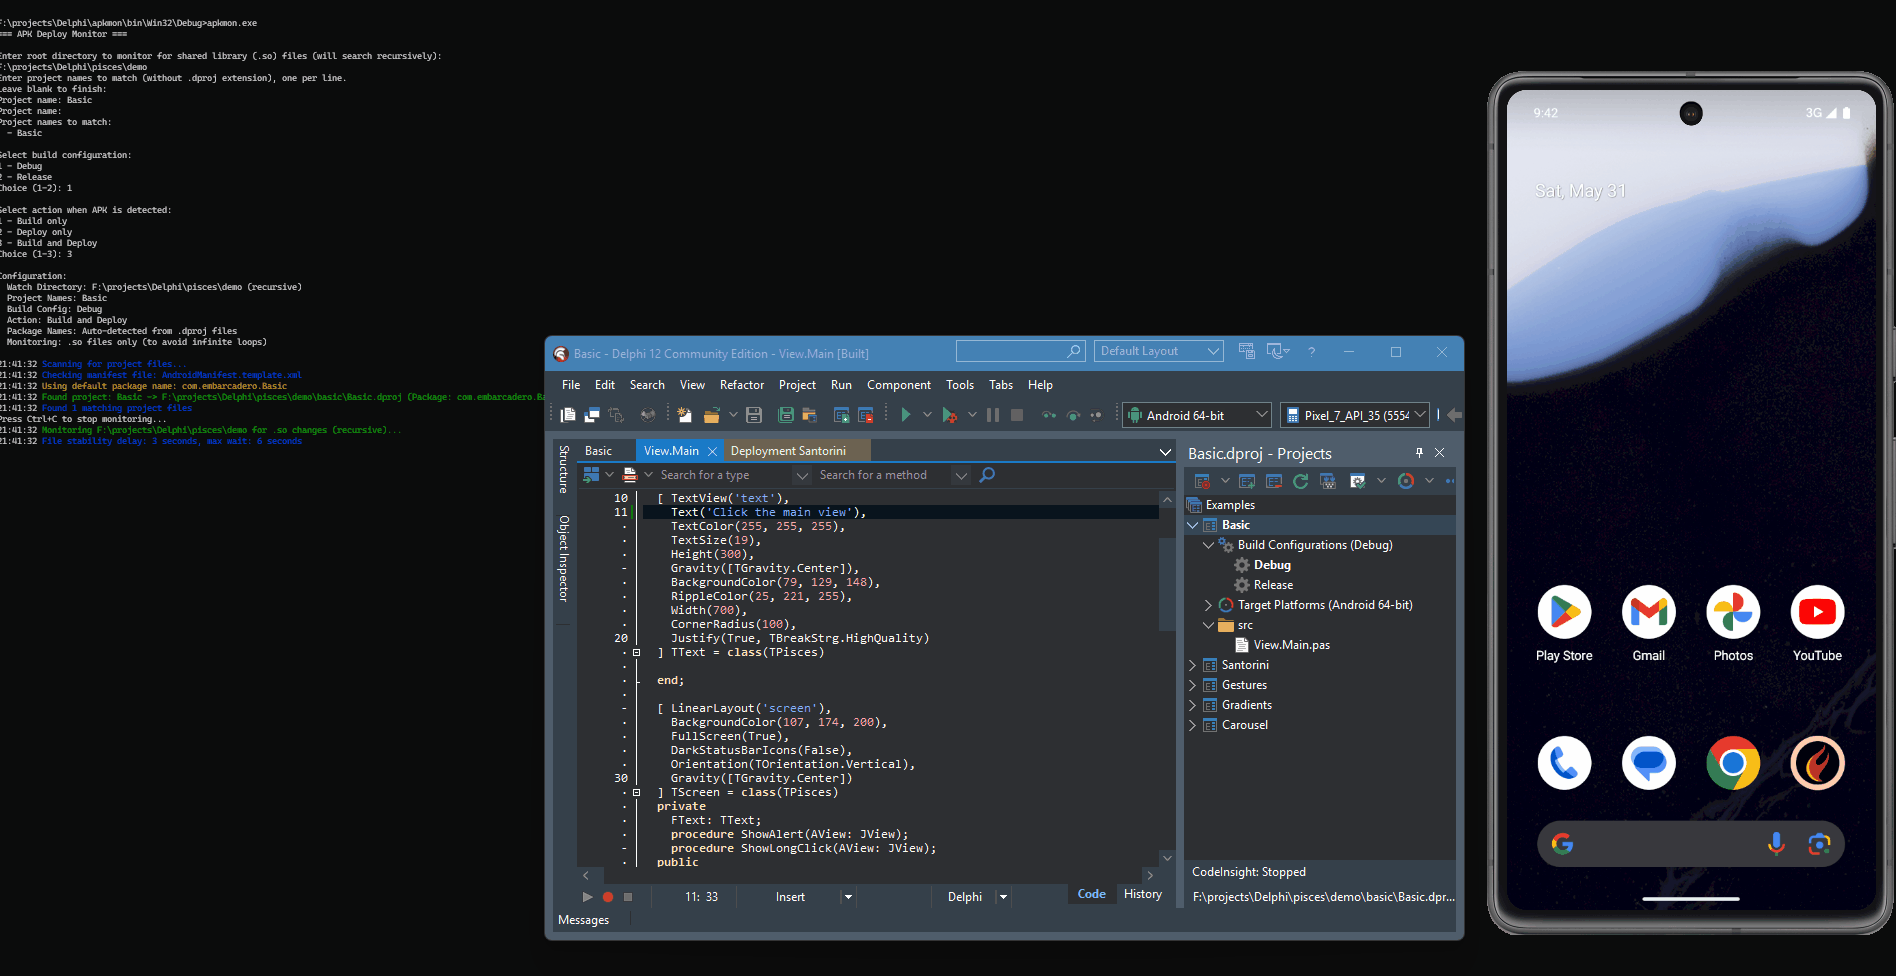 F:\projects\Delphi\apkmon\bin\Win32\Debug>apkmon.exe
=== APK Deploy Monitor ===
Enter root directory to monitor for shared library (.so) files (will search recursively):
F:\projects\Delphi\pisces\demo
Enter project names to match (without .dproj extension), one per line.
Leave blank to finish:
Project name: Basic
Project name:
Project names to match:
- Basic
Select build configuration:
1 - Debug
2 - Release
Choice (1-2): 1
Select action when APK is detected:
1 - Build only
2 - Deploy only
3 - Build and Deploy
Choice (1-3): 3
Configuration:
Watch Directory: F:\projects\Delphi\pisces\demo (recursive)
Project Names: Basic
Build Config: Debug
Action: Build and Deploy
Package Names: Auto-detected from .dproj files
Monitoring: .so files only (to avoid infinite loops)
21:41:32 Scanning for project files...
21:41:32 Checking manifest file: AndroidManifest.template.xml
21:41:32 Using default package name: com.embarcadero.Basic
21:41:32 Found project: Basic -> F:\projects\Delphi\pisces\demo\basic\Basic.dproj (Package: com.embarcadero.Ba
21:41:32 Found 1 matching project files
Press Ctrl+C to stop monitoring...
21:41:32 Monitoring F:\projects\Delphi\pisces\demo for .so changes (recursive)...
21:41:32 File stability delay: 3 seconds, max wait: 6 seconds
Basic - Delphi 12 Community Edition - View.Main [Built]
Default Layout
?
File Edit Search View Refactor Project Run Component Tools Tabs Help
Android 64-bit
Pixel_7_API_35 (5554
Structure
Object Inspector
Basic View.Main Deployment Santorini
Search for a type Search for a method
10 [ TextView('text'),
11 Text('Click the main view'),
TextColor(255, 255, 255),
TextSize(19),
Height(300),
Gravity([TGravity.Center]),
BackgroundColor(79, 129, 148),
RippleColor(25, 221, 255),
Width(700),
CornerRadius(100),
20 Justify(True, TBreakStrg.HighQuality)
] TText = class(TPisces)
end;
[ LinearLayout('screen'),
BackgroundColor(107, 174, 200),
FullScreen(True),
DarkStatusBarIcons(False),
Orientation(TOrientation.Vertical),
30 Gravity([TGravity.Center])
] TScreen = class(TPisces)
private
FText: TText;
procedure ShowAlert(AView: JView);
procedure ShowLongClick(AView: JView);
public
11: 33 Insert Delphi Code History
Messages
Basic.dproj - Projects
Examples
Basic
Build Configurations (Debug)
Debug
Release
Target Platforms (Android 64-bit)
src
View.Main.pas
Santorini
Gestures
Gradients
Carousel
CodeInsight: Stopped
F:\projects\Delphi\pisces\demo\basic\Basic.dpr...
9:42 3G
Sat, May 31
Play Store Gmail Photos YouTube